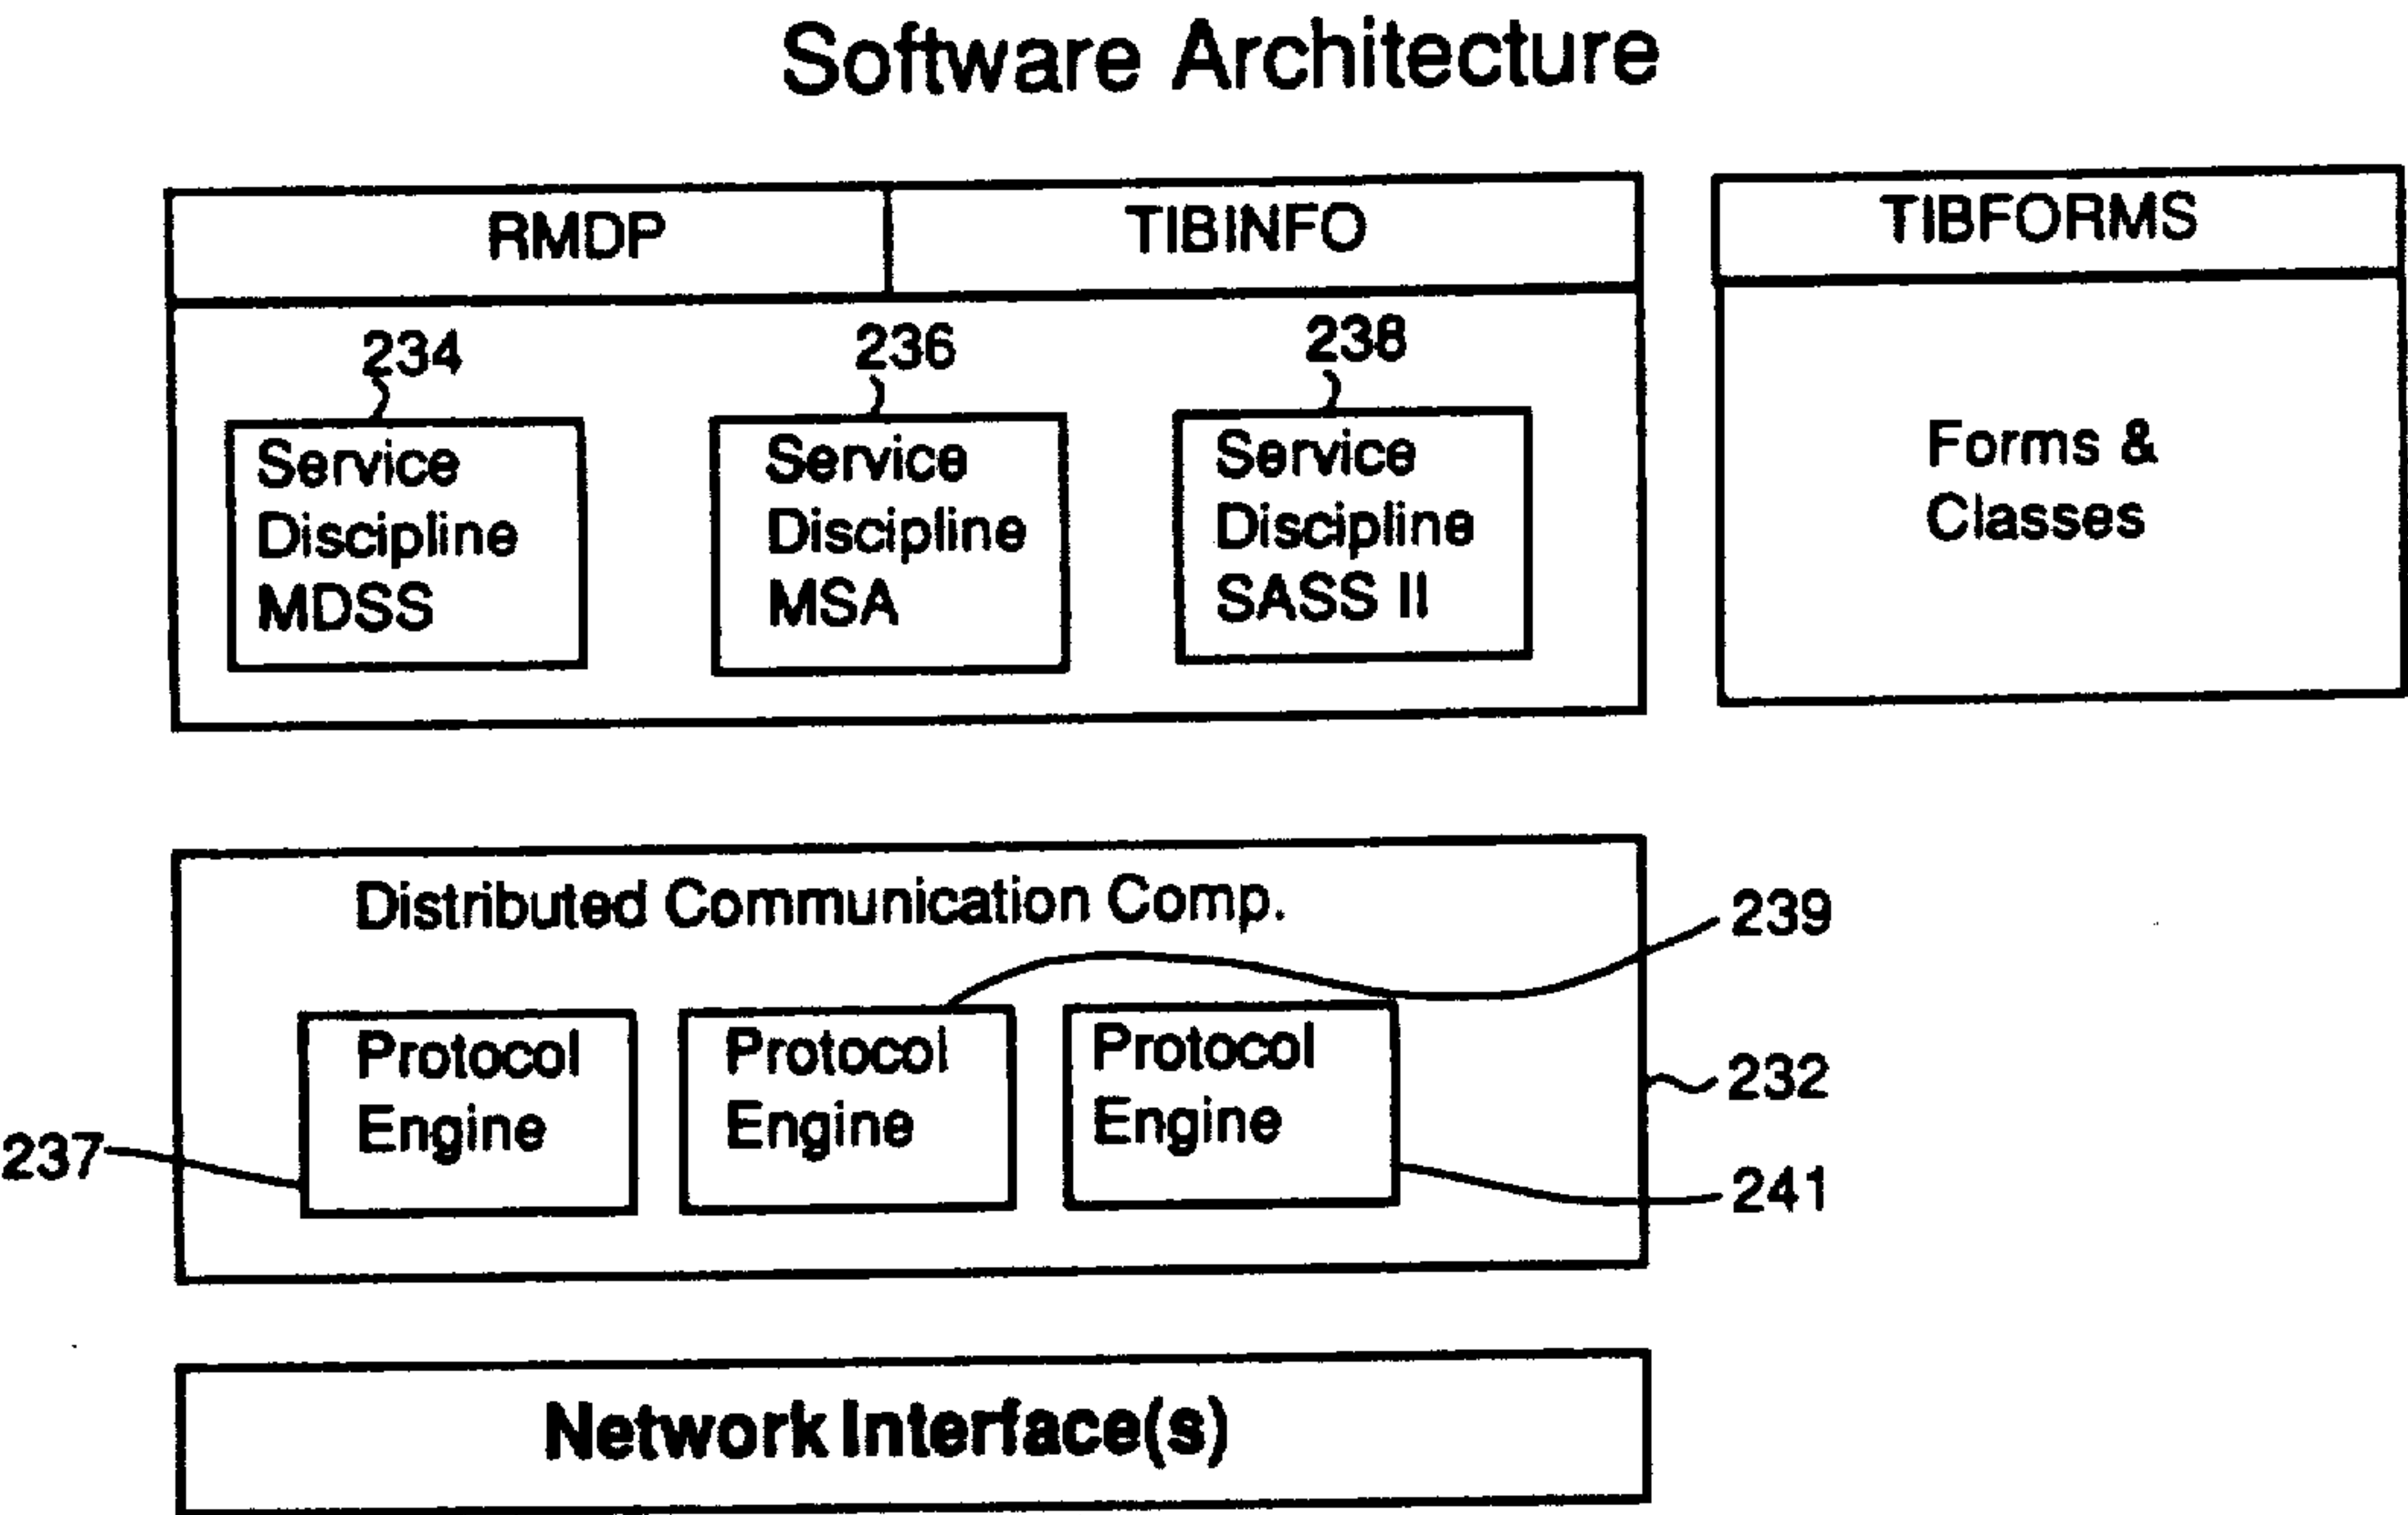 Software Architecture
RMDP
TIBINFO
TIBFORMS
234
236
238
Service
Discipline
MDSS
Service
Discipline
MSA
Service
Discipline
SASS II
Forms &
Classes
Distributed Communication Comp.
239
Protocol
Engine
Protocol
Engine
Protocol
Engine
232
237
241
Network Interface(s)